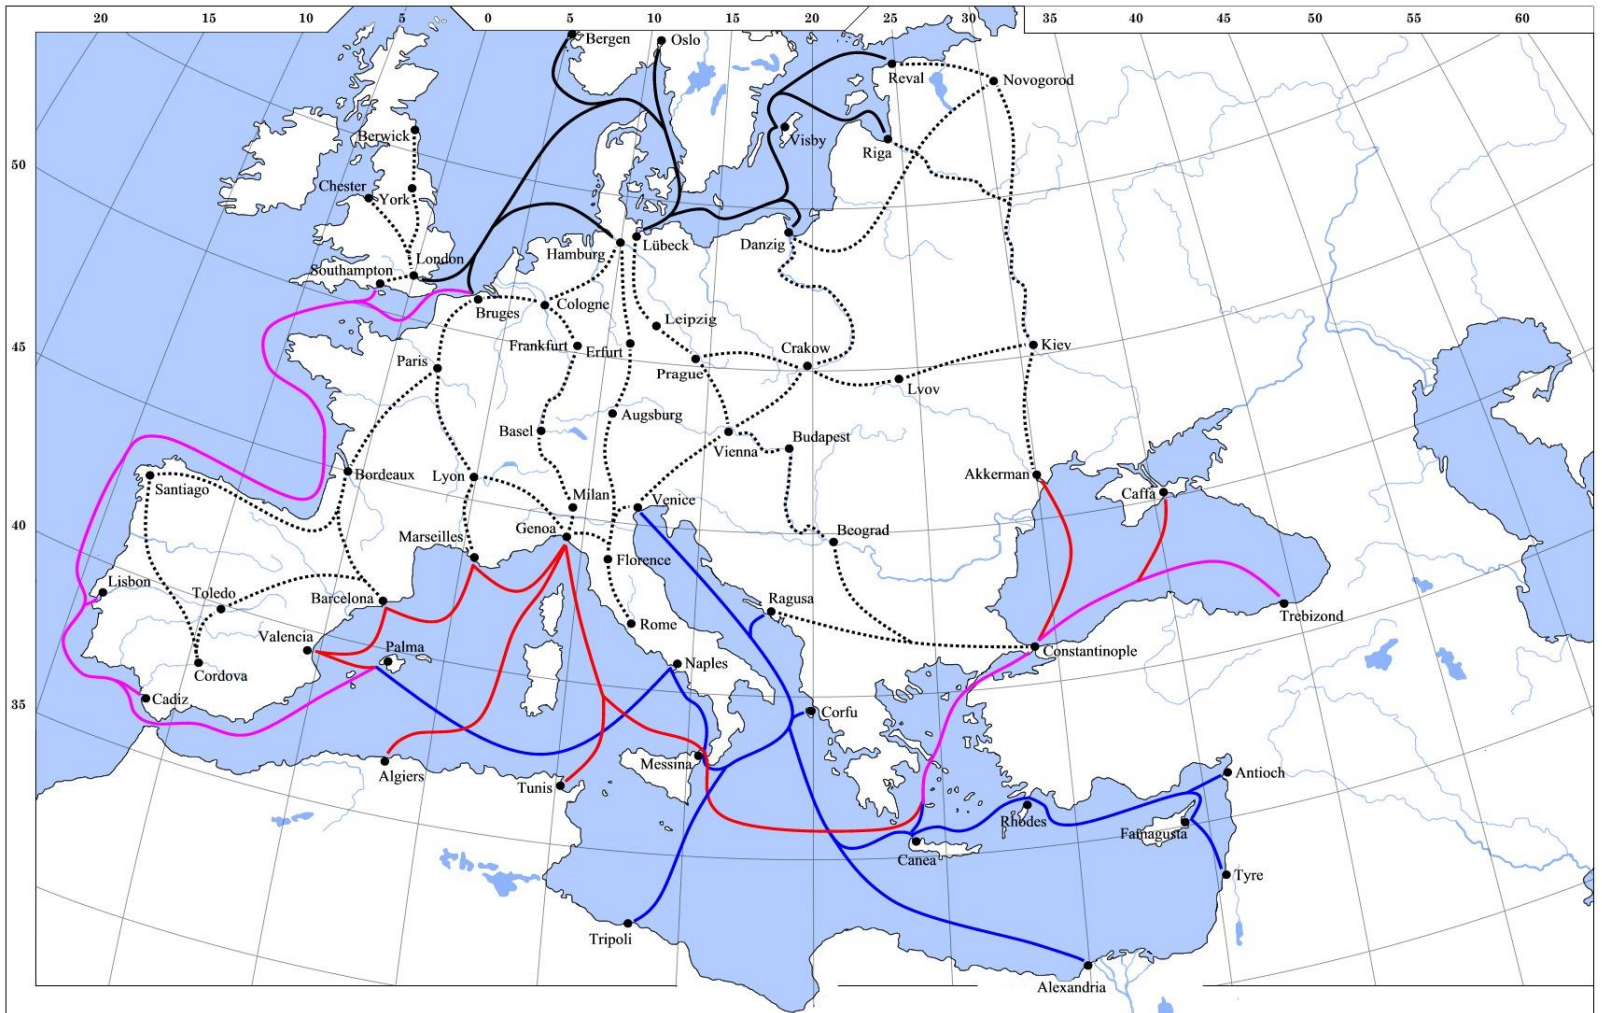 20 15 10 5 0 5 10 15 20 25 30 35 40 45 50 55 60
Bergen
Oslo
Reval
Novogorod
Berwick
Visby
Riga
50
Chester
York
London
Hamburg
Lübeck
Danzig
Southampton
Bruges
Cologne
Leipzig
45
Paris
Frankfurt
Erfurt
Prague
Crakow
Kiev
Lvov
Augsburg
Basel
Vienna
Budapest
Santiago
Bordeaux
Lyon
Milan
Venice
Akkerman
Caffa
40
Marseilles
Genoa
Florence
Beograd
Lisbon
Toledo
Barcelona
Ragusa
Trebizond
Valencia
Palma
Rome
Constantinople
Cordova
Naples
35
Cadiz
Corfu
Algiers
Tunis
Messina
Antioch
Rhodes
Famagusta
Canea
Tyre
Tripoli
Alexandria